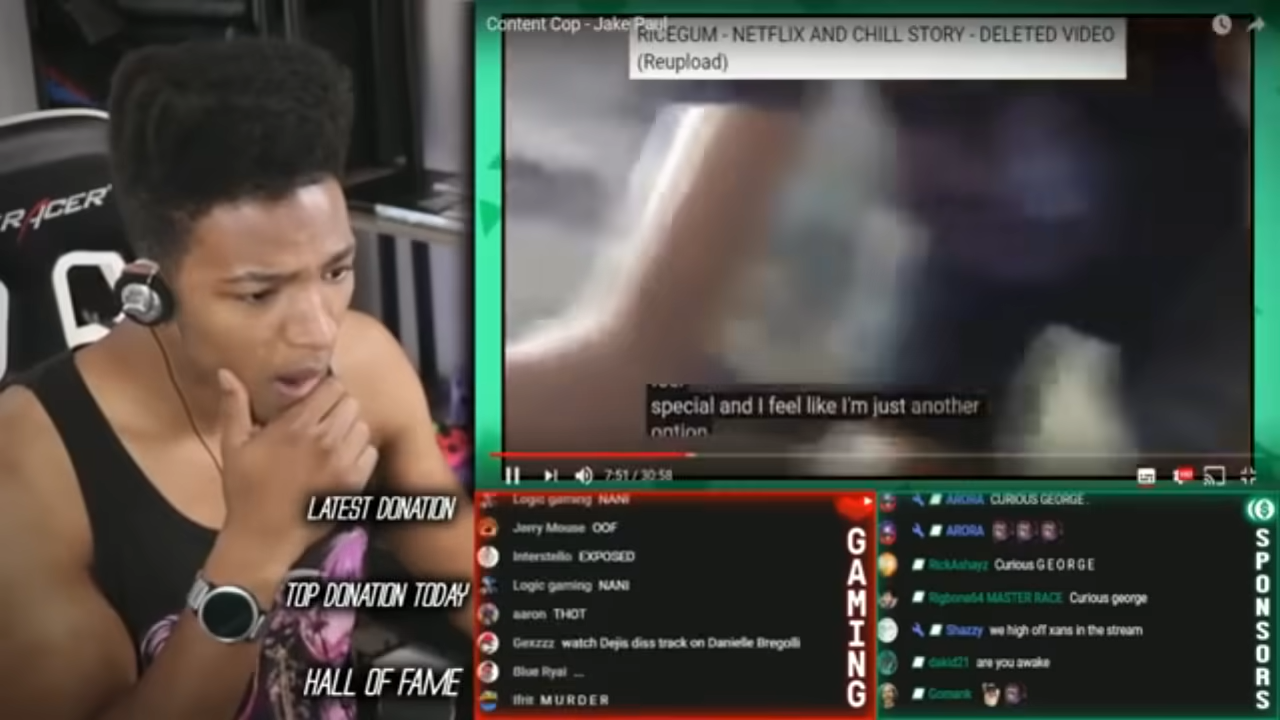 RACER
Content Cop - Jake Paul
RICEGUM - NETFLIX AND CHILL STORY - DELETED VIDEO
(Reupload)
special and I feel like I'm just another
option
7:51 / 30:58
LATEST DONATION
TOP DONATION TODAY
HALL OF FAME
Logic gaming NANI
Jerry Mouse OOF
Interstello EXPOSED
Logic gaming NANI
aaron THOT
Gexzzz watch Dejis diss track on Danielle Bregolli
Blue Ryai ...
Ifrit M U R D E R
GAMING
ARORA CURIOUS GEORGE.
ARORA
RickAshayz Curious G E O R G E
Rigbone64 MASTER RACE Curious george
Shazzy we high off xans in the stream
dakid21 are you awake
Gomank
SPONSORS